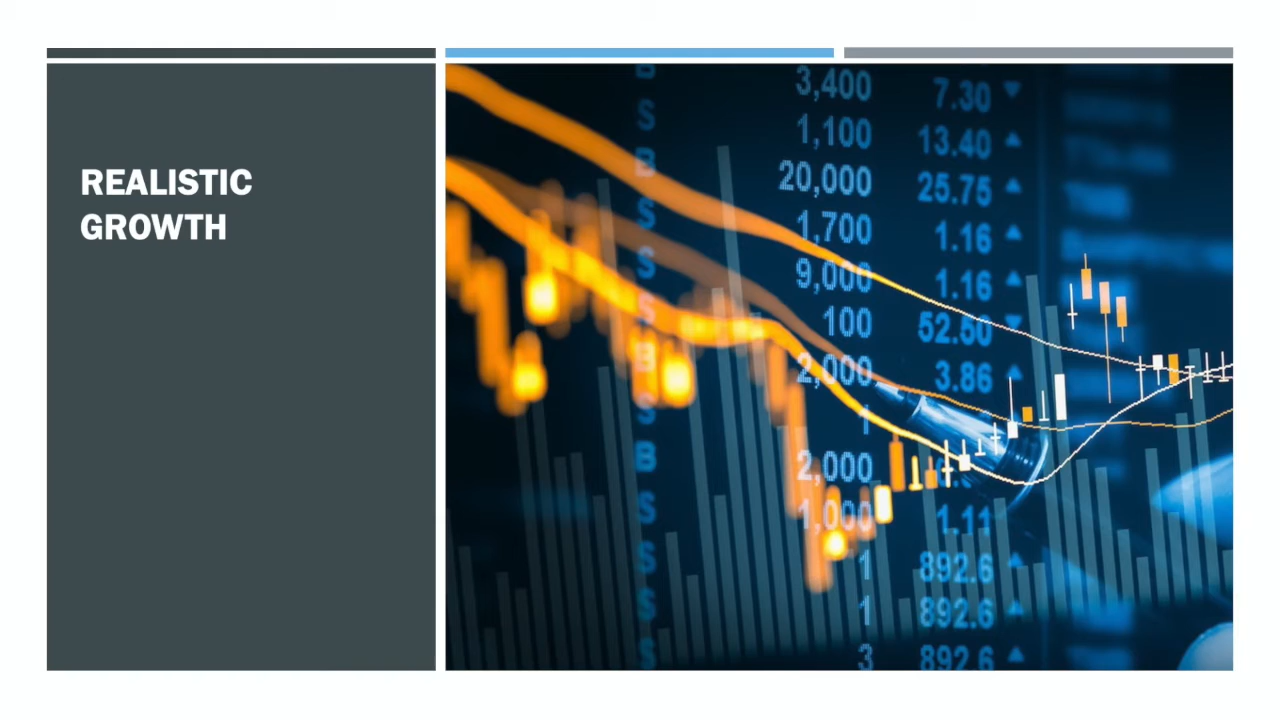 REALISTIC
GROWTH
B
S
B
S
S
S
B
S
B
S
S
S
S
3,400 7.30
1,100 13.40
20,000 25.75
1,700 1.16
9,000 1.16
100 52.50
2,000 3.86
1
2,000
1,000 1.11
1 892.6
1 892.6
3 892.6